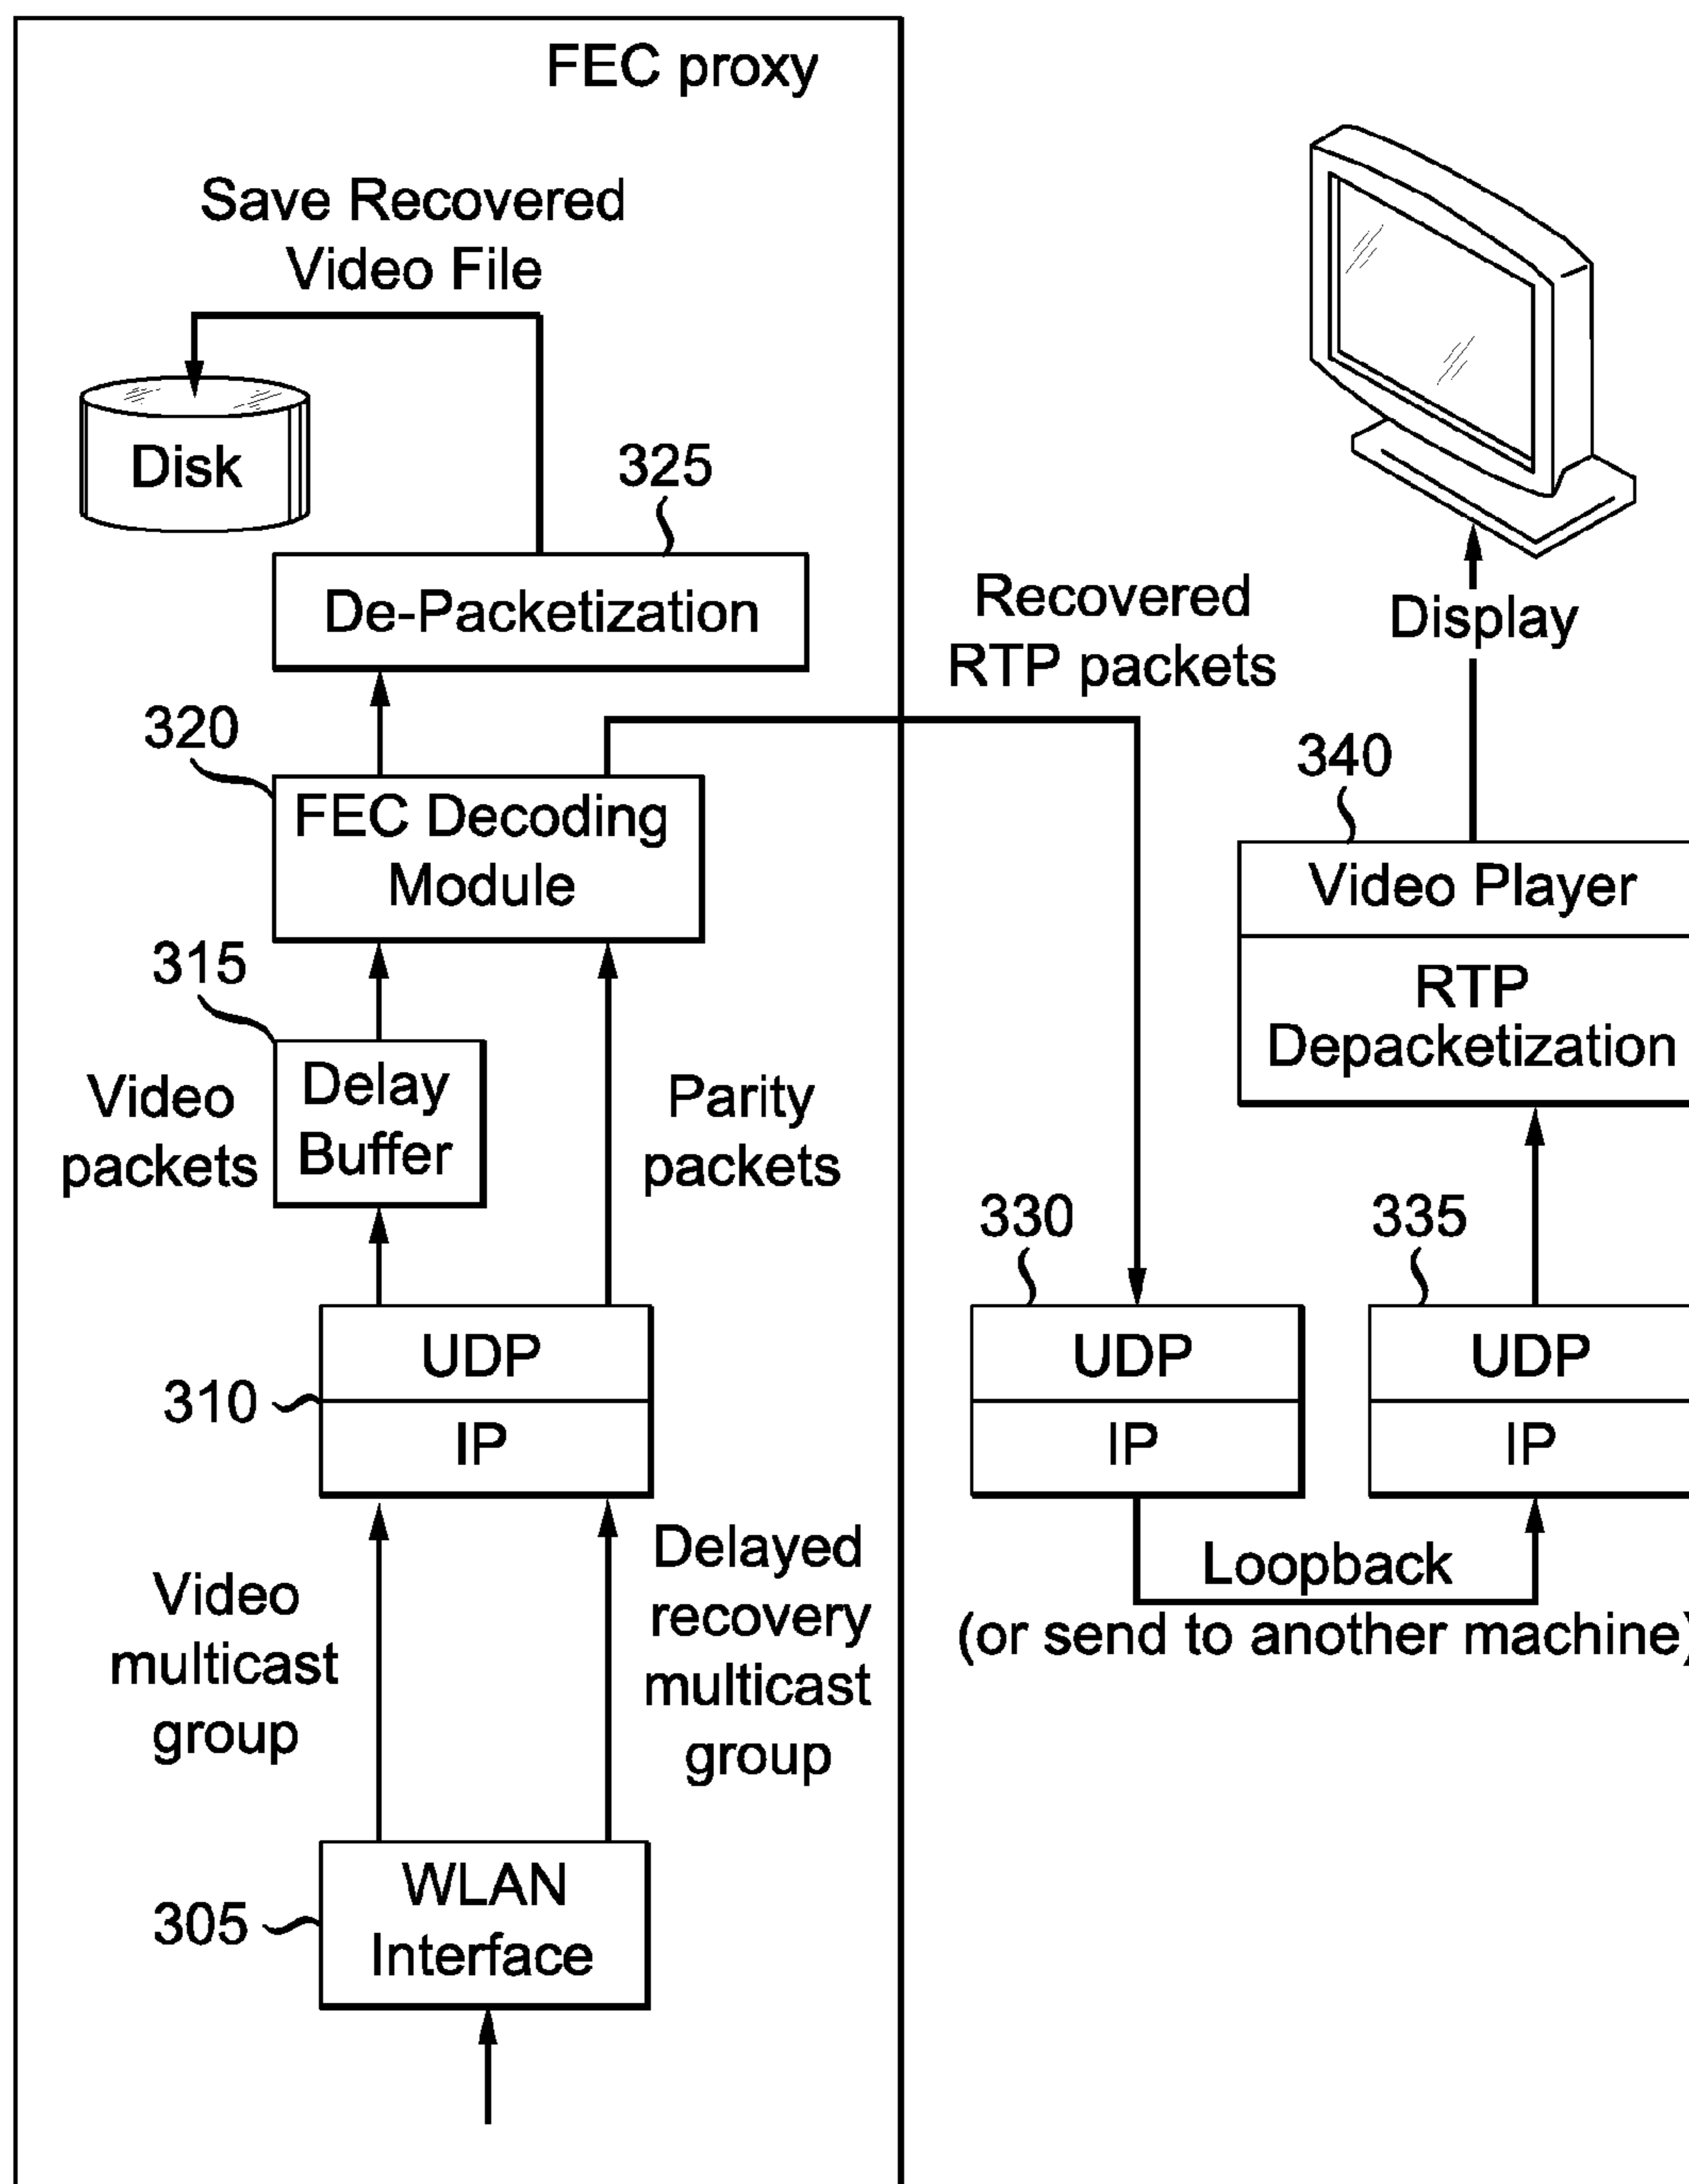 FEC proxy
Save Recovered
Video File
Disk
325
De-Packetization
320
FEC Decoding
Module
315
Delay
Buffer
Video
packets
Parity
packets
UDP
310
IP
Video
multicast
group
Delayed
recovery
multicast
group
WLAN
Interface
305
Recovered
RTP packets
Display
340
Video Player
RTP
Depacketization
330
UDP
IP
335
UDP
IP
Loopback
(or send to another machine)